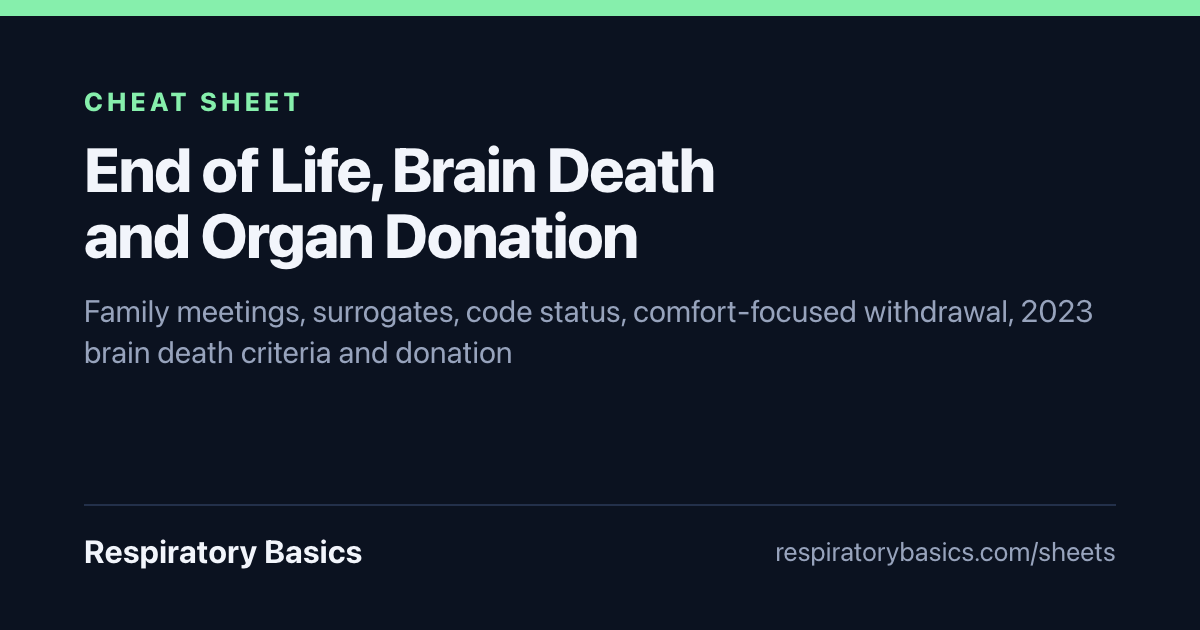 CHEAT SHEET
End of Life, Brain Death
and Organ Donation
Family meetings, surrogates, code status, comfort-focused withdrawal, 2023
brain death criteria and donation
Respiratory Basics
respiratorybasics.com/sheets